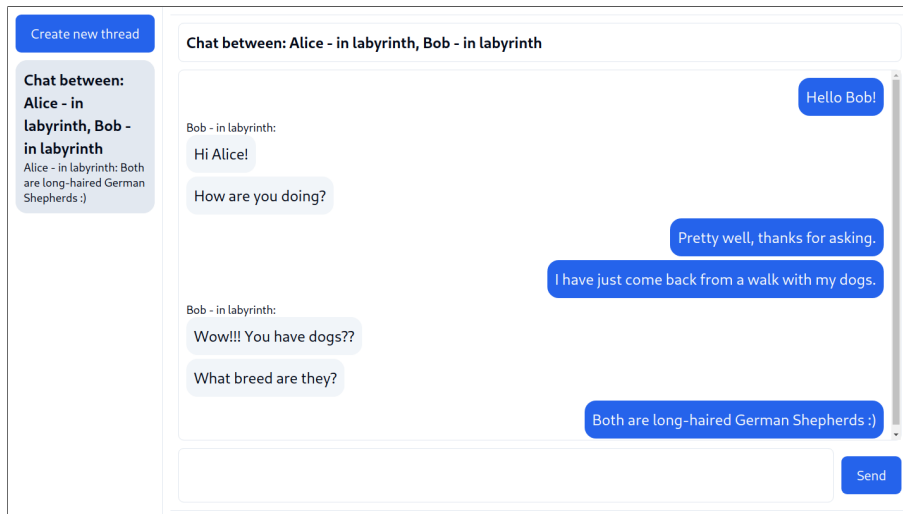 Create new thread
Chat between:
Alice - in
labyrinth, Bob -
in labyrinth
Alice - in labyrinth: Both
are long-haired German
Shepherds :)
Chat between: Alice - in labyrinth, Bob - in labyrinth
Hello Bob!
Bob - in labyrinth:
Hi Alice!
How are you doing?
Pretty well, thanks for asking.
I have just come back from a walk with my dogs.
Bob - in labyrinth:
Wow!!! You have dogs??
What breed are they?
Both are long-haired German Shepherds :)
Send